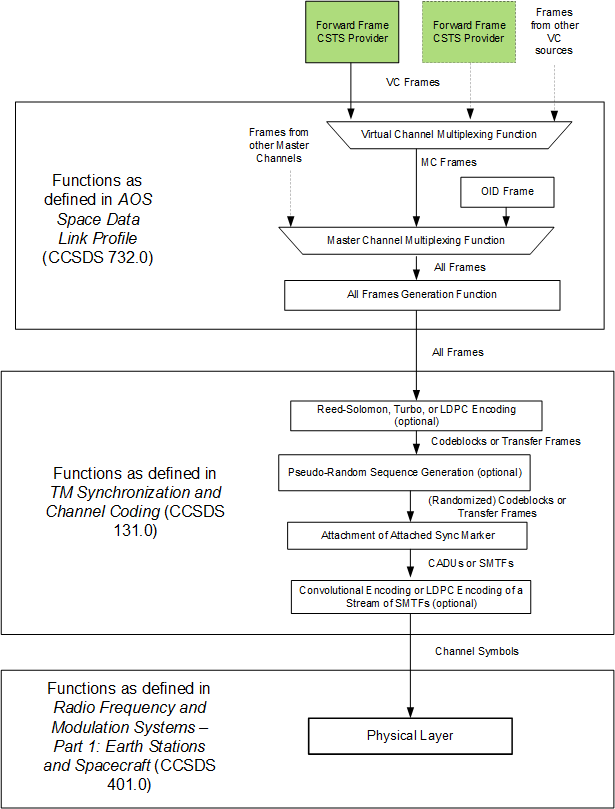 Forward Frame
CSTS Provider
Forward Frame
CSTS Provider
Frames
from other
VC
sources
VC Frames
Functions as
defined in AOS
Space Data
Link Profile
(CCSDS 732.0)
Frames from
other Master
Channels
Virtual Channel Multiplexing Function
MC Frames
OID Frame
Master Channel Multiplexing Function
All Frames
All Frames Generation Function
All Frames
Functions as defined in
TM Synchronization and
Channel Coding (CCSDS
131.0)
Reed-Solomon, Turbo, or LDPC Encoding
(optional)
Codeblocks or Transfer Frames
Pseudo-Random Sequence Generation (optional)
(Randomized) Codeblocks or
Transfer Frames
Attachment of Attached Sync Marker
CADUs or SMTFs
Convolutional Encoding or LDPC Encoding of a
Stream of SMTFs (optional)
Channel Symbols
Functions as defined in
Radio Frequency and
Modulation Systems –
Part 1: Earth Stations
and Spacecraft (CCSDS
401.0)
Physical Layer